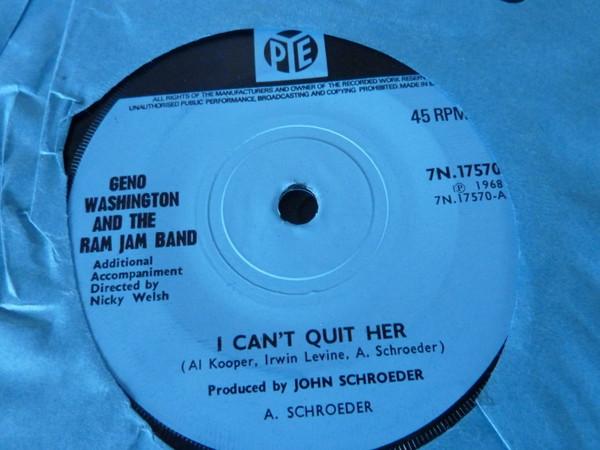 PYE
ALL RIGHTS OF THE MANUFACTURERS AND OWNER OF THE RECORDED WORK RESERV
UNAUTHORISED PUBLIC PERFORMANCE, BROADCASTING AND COPYING PROHIBITED. MADE IN
45 RPM
7N.17570
Ⓟ 1968
7N.17570-A
GENO
WASHINGTON
AND THE
RAM JAM BAND
Additional
Accompaniment
Directed by
Nicky Welsh
I CAN'T QUIT HER
(Al Kooper, Irwin Levine, A. Schroeder)
Produced by JOHN SCHROEDER
A. SCHROEDER